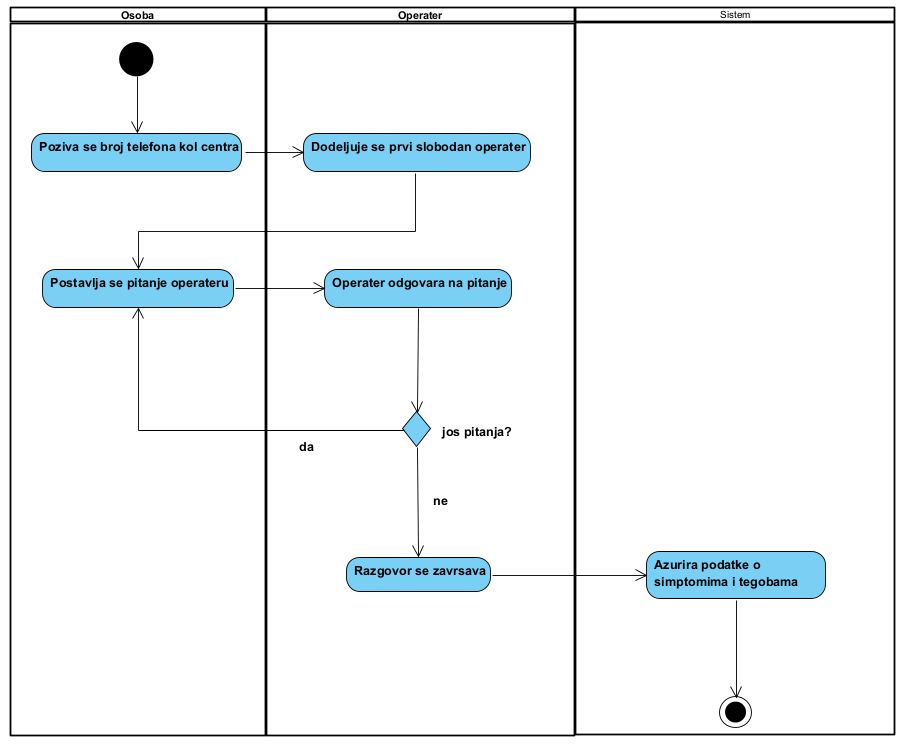 Osoba
Operater
Sistem
Poziva se broj telefona kol centra
Dodeljuje se prvi slobodan operater
Postavlja se pitanje operateru
Operater odgovara na pitanje
jos pitanja?
da
ne
Razgovor se zavrsava
Azurira podatke o
simptomima i tegobama